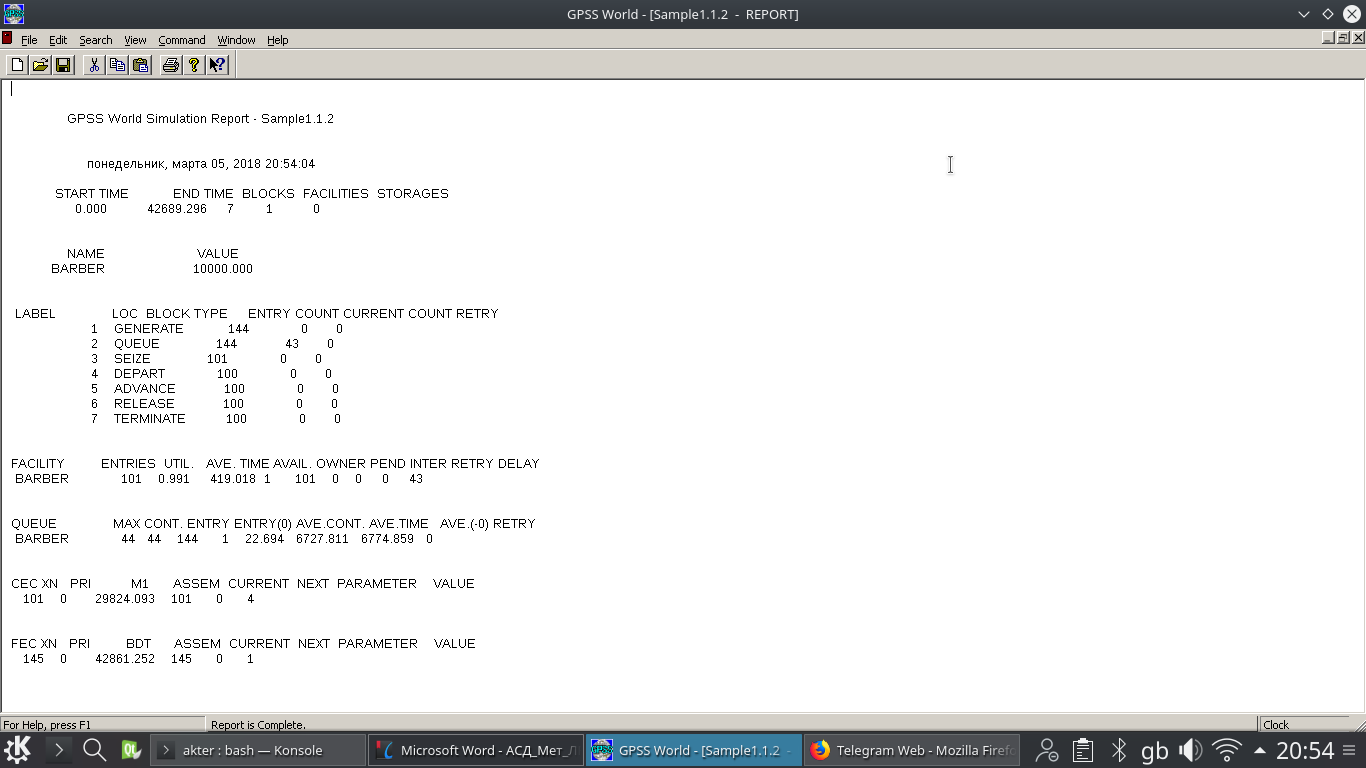 GPSS World - [Sample1.1.2 - REPORT]
File Edit Search View Command Window Help
GPSS World Simulation Report - Sample1.1.2
понедельник, марта 05, 2018 20:54:04
START TIME END TIME BLOCKS FACILITIES STORAGES
0.000 42689.296 7 1 0
NAME VALUE
BARBER 10000.000
LABEL LOC BLOCK TYPE ENTRY COUNT CURRENT COUNT RETRY
1 GENERATE 144 0 0
2 QUEUE 144 43 0
3 SEIZE 101 0 0
4 DEPART 100 0 0
5 ADVANCE 100 0 0
6 RELEASE 100 0 0
7 TERMINATE 100 0 0
FACILITY ENTRIES UTIL. AVE. TIME AVAIL. OWNER PEND INTER RETRY DELAY
BARBER 101 0.991 419.018 1 101 0 0 0 43
QUEUE MAX CONT. ENTRY ENTRY(0) AVE.CONT. AVE.TIME AVE.(-0) RETRY
BARBER 44 44 144 1 22.694 6727.811 6774.859 0
CEC XN PRI M1 ASSEM CURRENT NEXT PARAMETER VALUE
101 0 29824.093 101 0 4
FEC XN PRI BDT ASSEM CURRENT NEXT PARAMETER VALUE
145 0 42861.252 145 0 1
For Help, press F1 Report is Complete. Clock
akter : bash — Konsole Microsoft Word - АСД_Мет_Л GPSS World - [Sample1.1.2 - Telegram Web - Mozilla Firefo gb 20:54